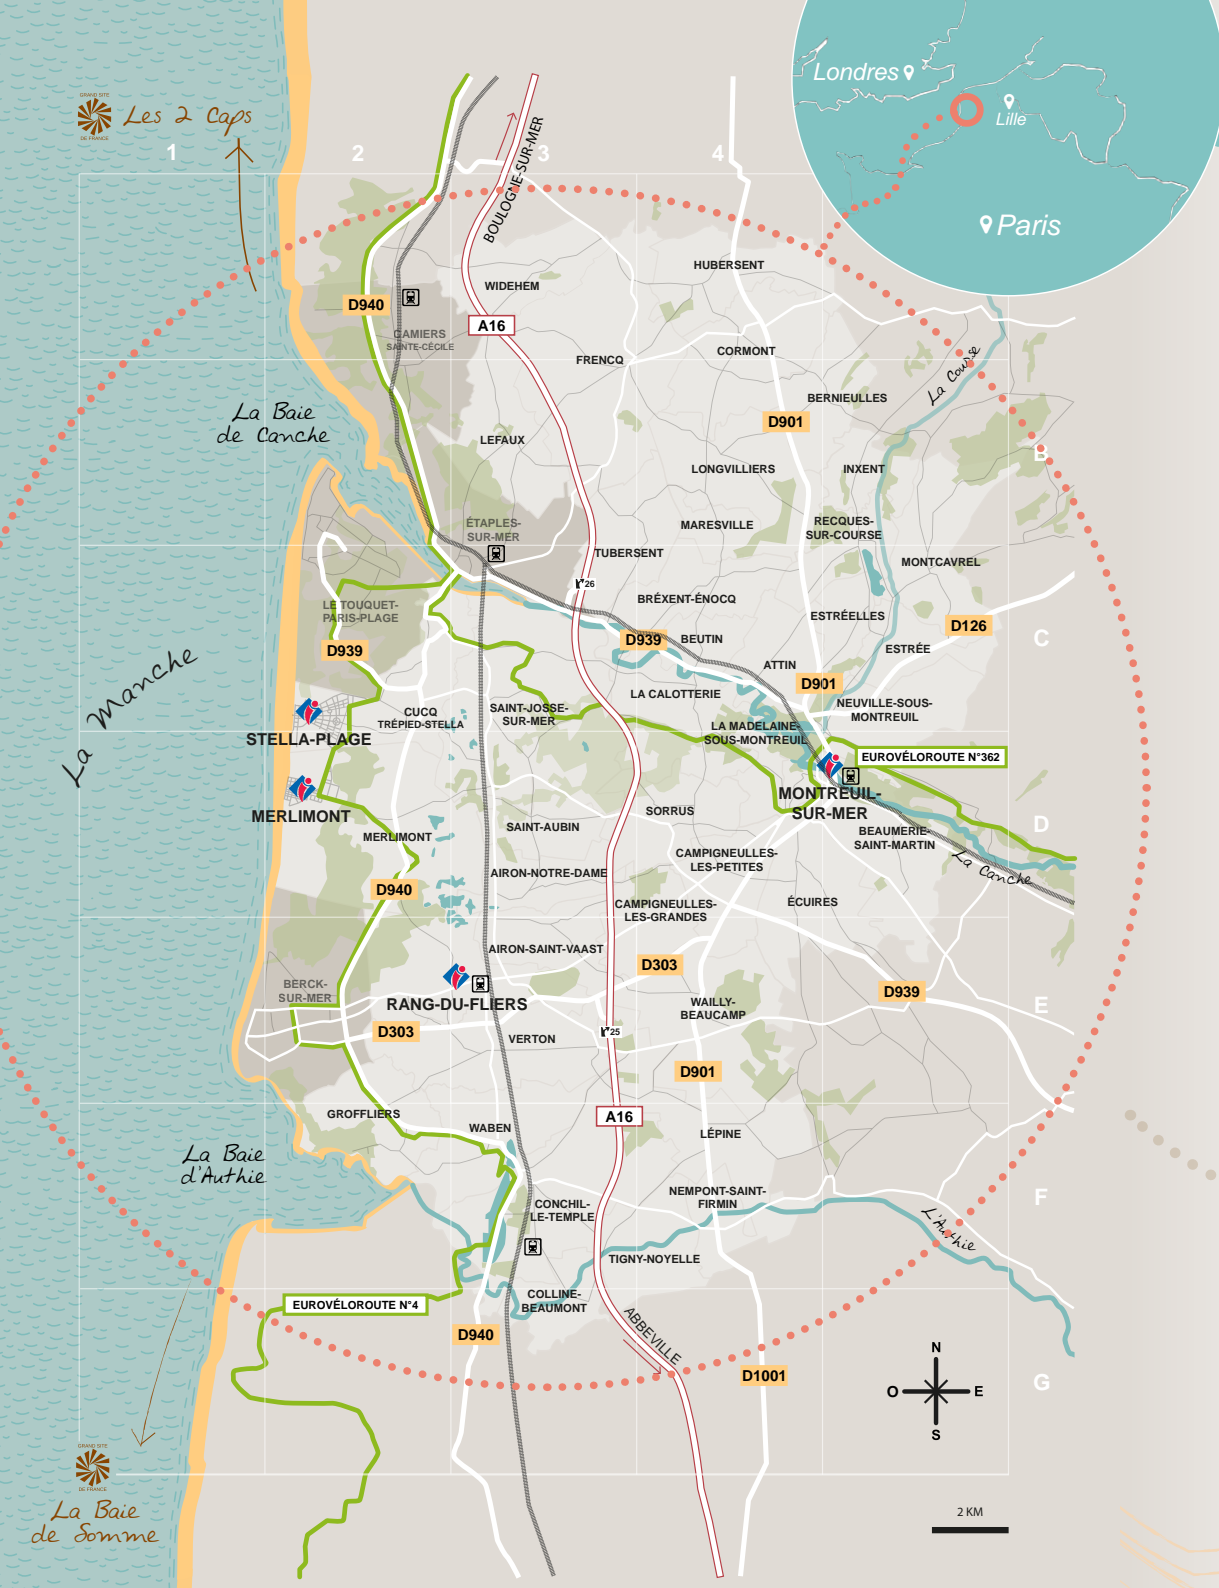 Londres
Lille
Paris
GRAND SITE
DE FRANCE
Les 2 Caps
1
2
3
4
BOULOGNE-SUR-MER
HUBERSENT
WIDEHEM
D940
A16
CAMIERS
SAINTE-CÉCILE
FRENCQ
CORMONT
La Course
BERNIEULLES
La Baie
de Canche
D901
LEFAUX
B
LONGVILLIERS
INXENT
ÉTAPLES-
SUR-MER
MARESVILLE
RECQUES-
SUR-COURSE
TUBERSENT
MONTCAVREL
26
BRÉXENT-ÉNOCQ
LE TOUQUET-
PARIS-PLAGE
ESTRÉELLES
D126
C
D939
D939
BEUTIN
ESTRÉE
ATTIN
La Manche
D901
LA CALOTTERIE
CUCQ
TRÉPIED-STELLA
SAINT-JOSSE-
SUR-MER
NEUVILLE-SOUS-
MONTREUIL
LA MADELAINE-
SOUS-MONTREUIL
STELLA-PLAGE
EUROVÉLOROUTE N°362
MONTREUIL-
SUR-MER
MERLIMONT
SORRUS
D
MERLIMONT
SAINT-AUBIN
BEAUMERIE-
SAINT-MARTIN
La Canche
CAMPIGNEULLES-
LES-PETITES
AIRON-NOTRE-DAME
D940
CAMPIGNEULLES-
LES-GRANDES
ÉCUIRES
AIRON-SAINT-VAAST
D303
BERCK-
SUR-MER
D939
RANG-DU-FLIERS
WAILLY-
BEAUCAMP
E
D303
VERTON
25
D901
GROFFLIERS
A16
WABEN
LÉPINE
La Baie
d'Authie
NEMPONT-SAINT-
FIRMIN
F
CONCHIL-
LE-TEMPLE
L'Authie
TIGNY-NOYELLE
EUROVÉLOROUTE N°4
COLLINE-
BEAUMONT
D940
ABBEVILLE
D1001
G
N
O
E
S
GRAND SITE
DE FRANCE
La Baie
de Somme
2 KM